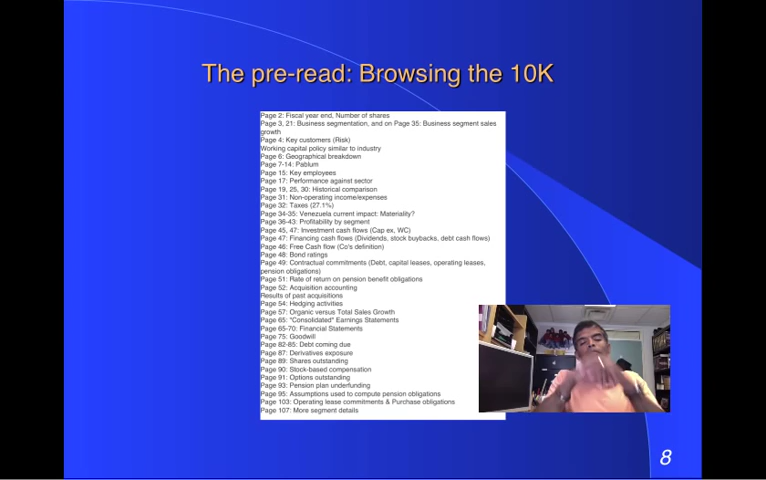 The pre-read: Browsing the 10K
Page 2: Fiscal year end, Number of shares
Page 3, 21: Business segmentation, and on Page 35: Business segment sales
growth
Page 4: Key customers (Risk)
Working capital policy similar to industry
Page 6: Geographical breakdown
Page 7-14: Pablum
Page 15: Key employees
Page 17: Performance against sector
Page 19, 25, 30: Historical comparison
Page 31: Non-operating income/expenses
Page 32: Taxes (27.1%)
Page 34-35: Venezuela current impact: Materiality?
Page 36-43: Profitability by segment
Page 45, 47: Investment cash flows (Cap ex, WC)
Page 47: Financing cash flows (Dividends, stock buybacks, debt cash flows)
Page 46: Free Cash flow (Co's definition)
Page 48: Bond ratings
Page 49: Contractual commitments (Debt, capital leases, operating leases,
pension obligations)
Page 51: Rate of return on pension benefit obligations
Page 52: Acquisition accounting
Results of past acquisitions
Page 54: Hedging activities
Page 57: Organic versus Total Sales Growth
Page 65: "Consolidated" Earnings Statements
Page 65-70: Financial Statements
Page 75: Goodwill
Page 82-85: Debt coming due
Page 87: Derivatives exposure
Page 89: Shares outstanding
Page 90: Stock-based compensation
Page 91: Options outstanding
Page 93: Pension plan underfunding
Page 95: Assumptions used to compute pension obligations
Page 103: Operating lease commitments & Purchase obligations
Page 107: More segment details
8